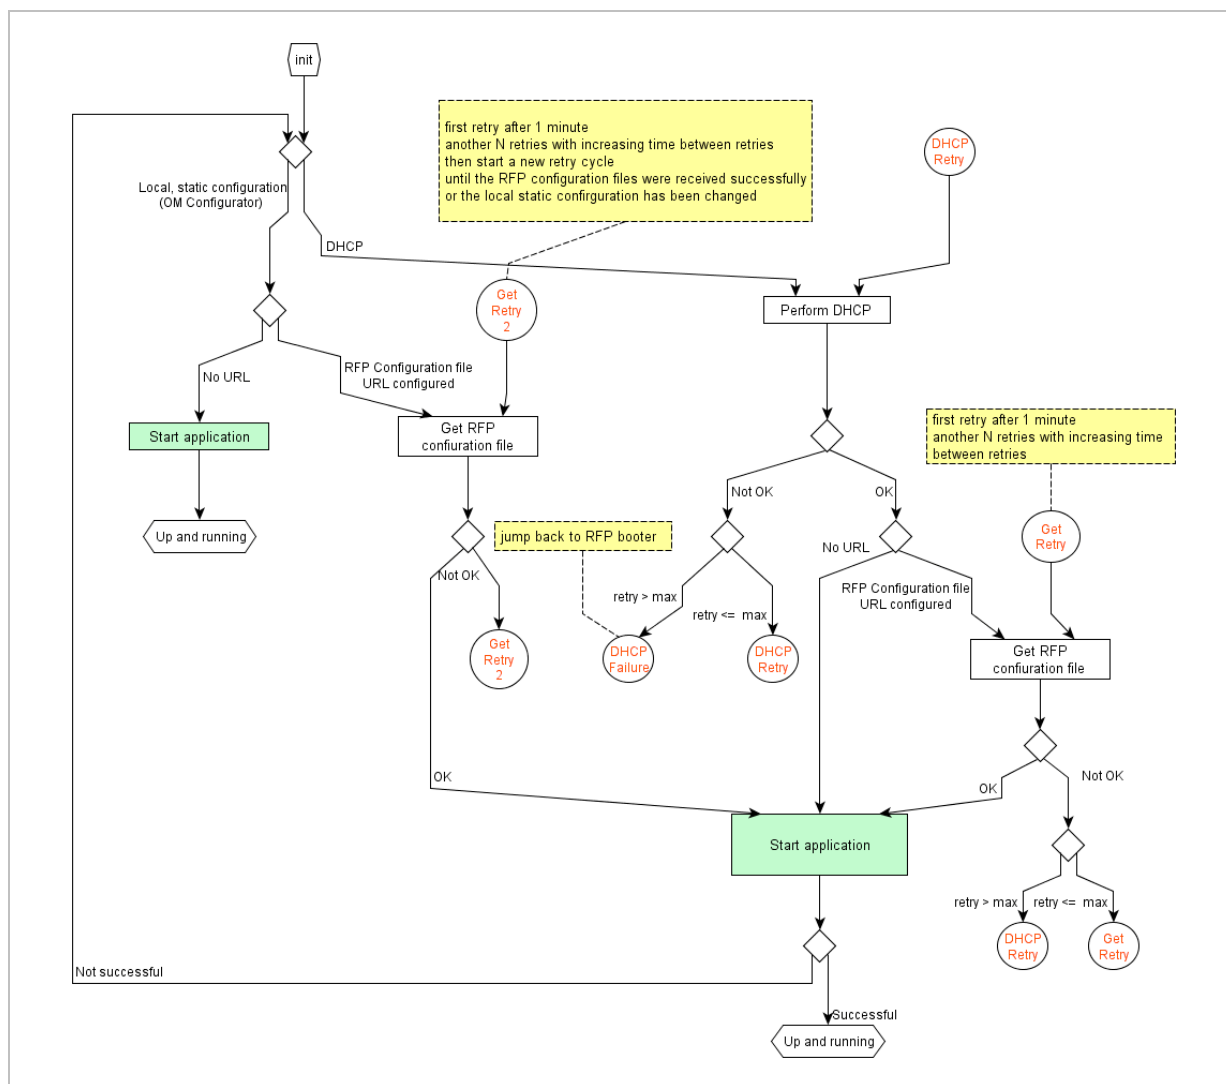 init
first retry after 1 minute
another N retries with increasing time between retries
then start a new retry cycle
until the RFP configuration files were received successfully
or the local static confirguration has been changed
DHCP
Retry
Local, static configuration
(OM Configurator)
DHCP
Get
Retry
2
Perform DHCP
No URL
RFP Configuration file
URL configured
Start application
Get RFP
confiuration file
first retry after 1 minute
another N retries with increasing time
between retries
Up and running
Not OK
OK
jump back to RFP booter
No URL
Get
Retry
Not OK
RFP Configuration file
URL configured
retry > max
retry <= max
Get
Retry
2
DHCP
Failure
DHCP
Retry
Get RFP
confiuration file
OK
OK
Not OK
Start application
retry > max
retry <= max
DHCP
Retry
Get
Retry
Not successful
Successful
Up and running